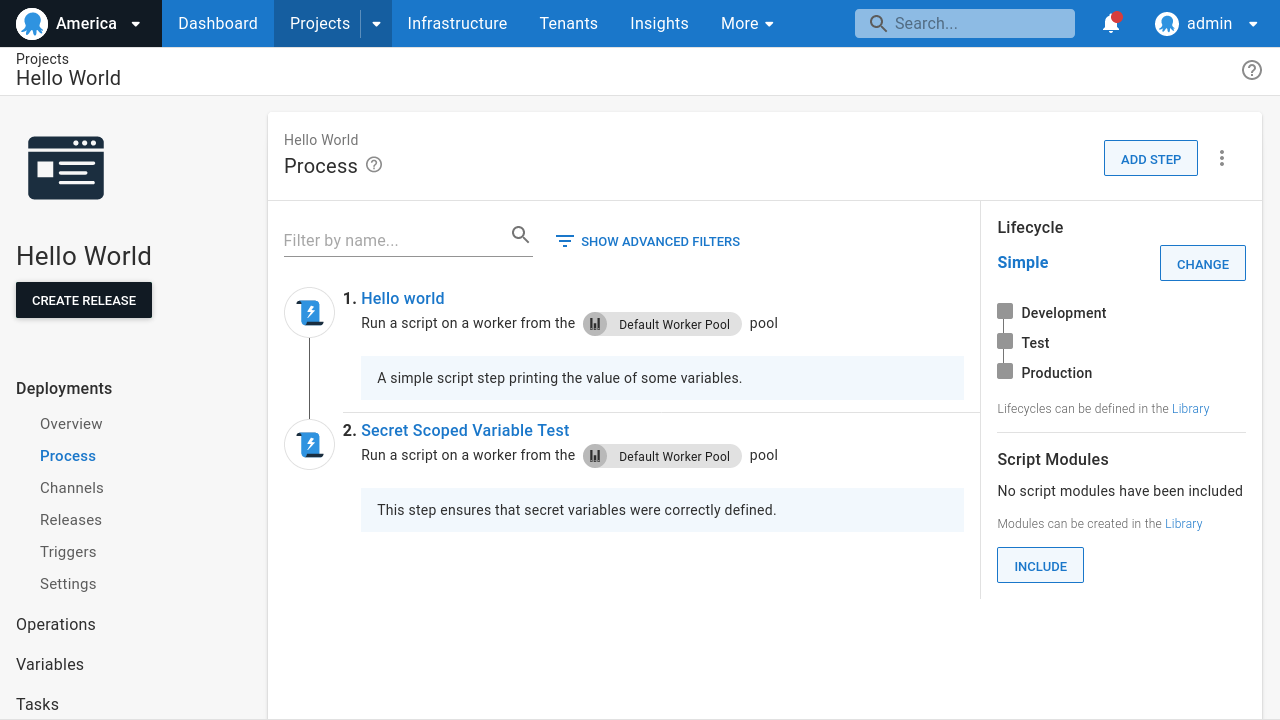 America
Dashboard
Projects
Infrastructure
Tenants
Insights
More
Search...
admin
Projects
Hello World
Hello World
CREATE RELEASE
Deployments
Overview
Process
Channels
Releases
Triggers
Settings
Operations
Variables
Tasks
Hello World
Process
ADD STEP
Filter by name...
SHOW ADVANCED FILTERS
1. Hello world
Run a script on a worker from the Default Worker Pool pool
A simple script step printing the value of some variables.
2. Secret Scoped Variable Test
Run a script on a worker from the Default Worker Pool pool
This step ensures that secret variables were correctly defined.
Lifecycle
Simple
CHANGE
Development
Test
Production
Lifecycles can be defined in the Library
Script Modules
No script modules have been included
Modules can be created in the Library
INCLUDE